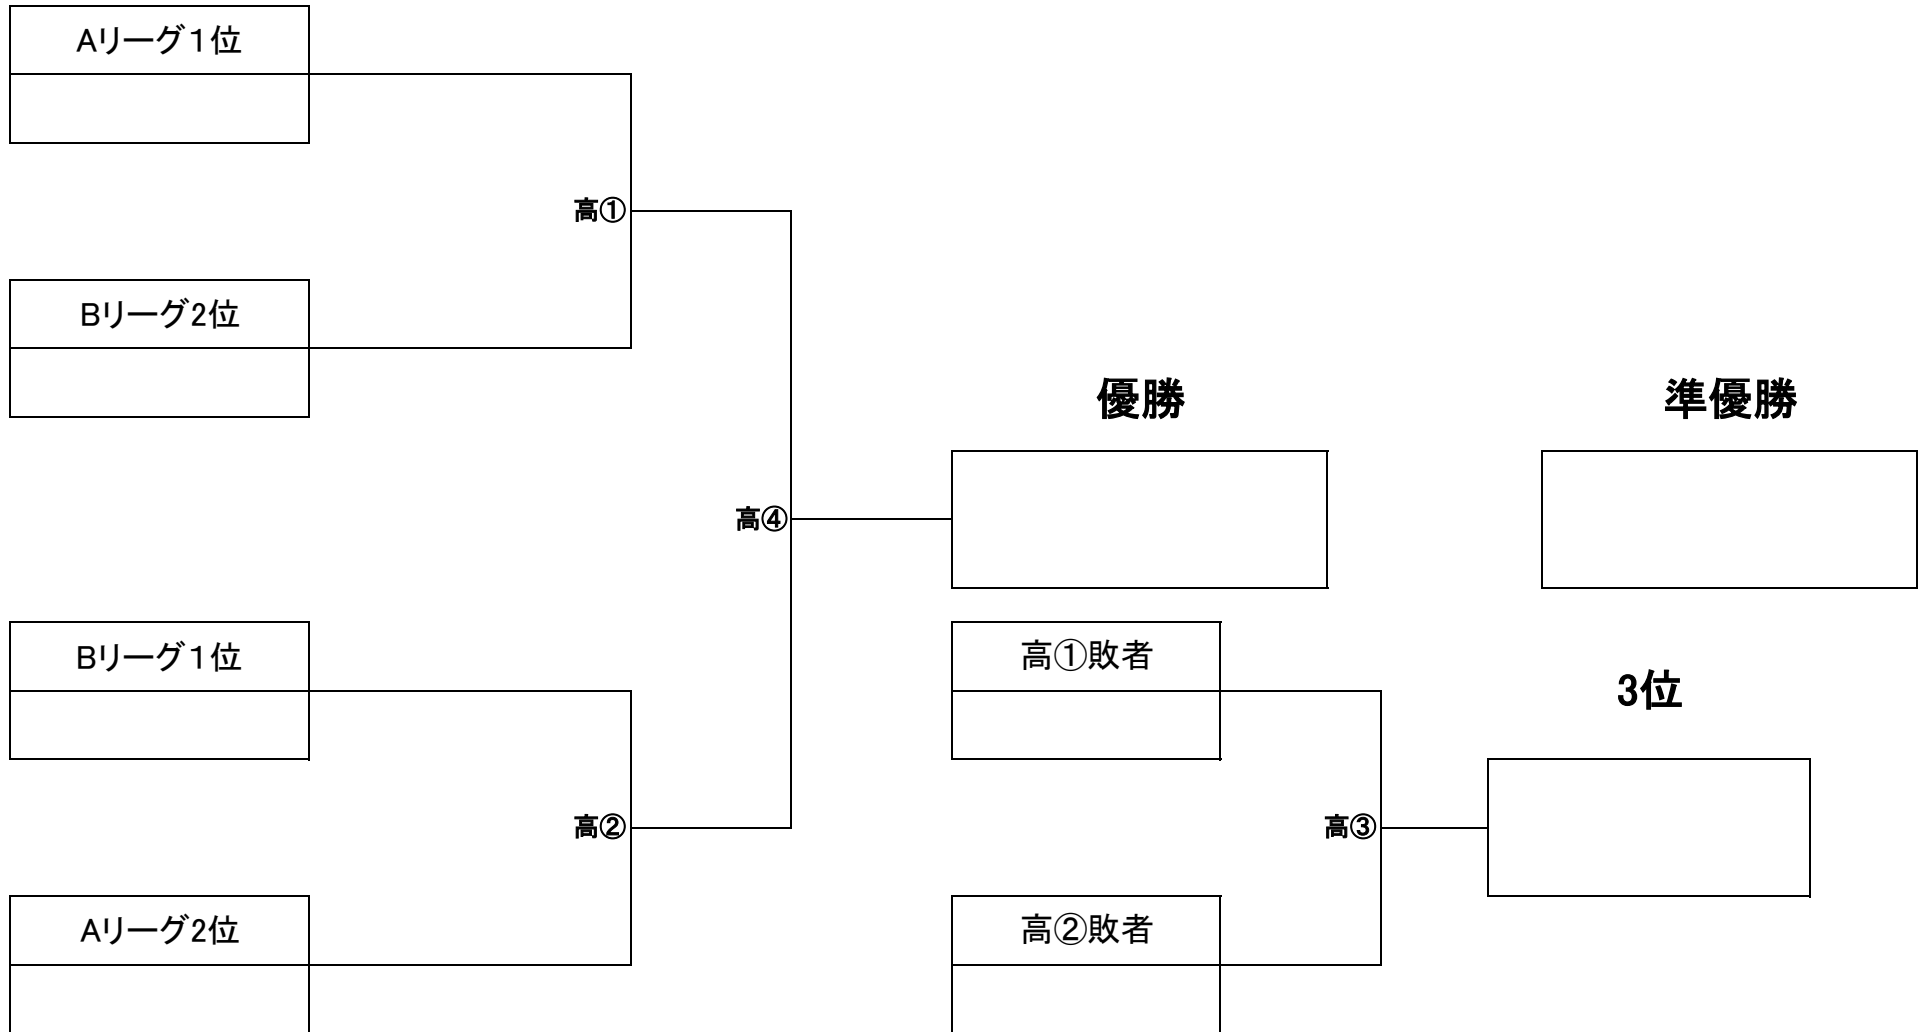 Aリーグ１位
高①
Bリーグ2位
優勝
準優勝
高④
Bリーグ１位
高①敗者
3位
高②
高③
Aリーグ2位
高②敗者